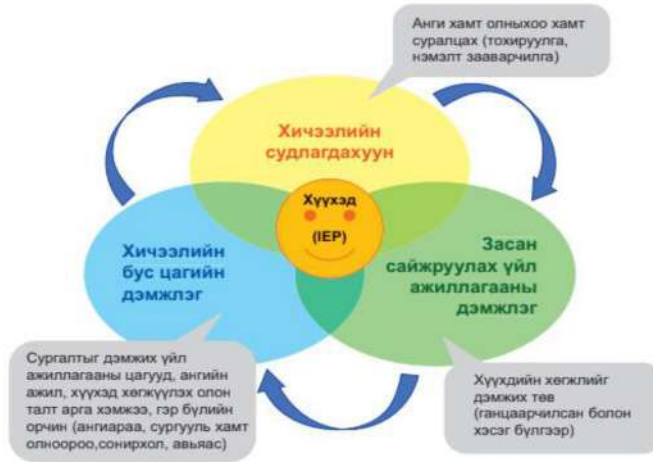 Анги хамт олныхоо хамт
суралцах (тохируулга,
нэмэлт зааварчилга)
Хичээлийн
судлагдахуун
Хүүхэд
(IEP)
Хичээлийн
бус цагийн
дэмжлэг
Засан
сайжруулах үйл
ажиллагааны
дэмжлэг
Сургалтыг дэмжих үйл
ажиллагааны цагууд, ангийн
ажил, хүүхэд хөгжүүлэх олон
талт арга хэмжээ, гэр бүлийн
орчин (ангиараа, сургууль хамт
олноороо,сонирхол, авьяас)
Хүүхдийн хөгжлийг
дэмжих төв
(ганцаарчилсан болон
хэсэг бүлгээр)